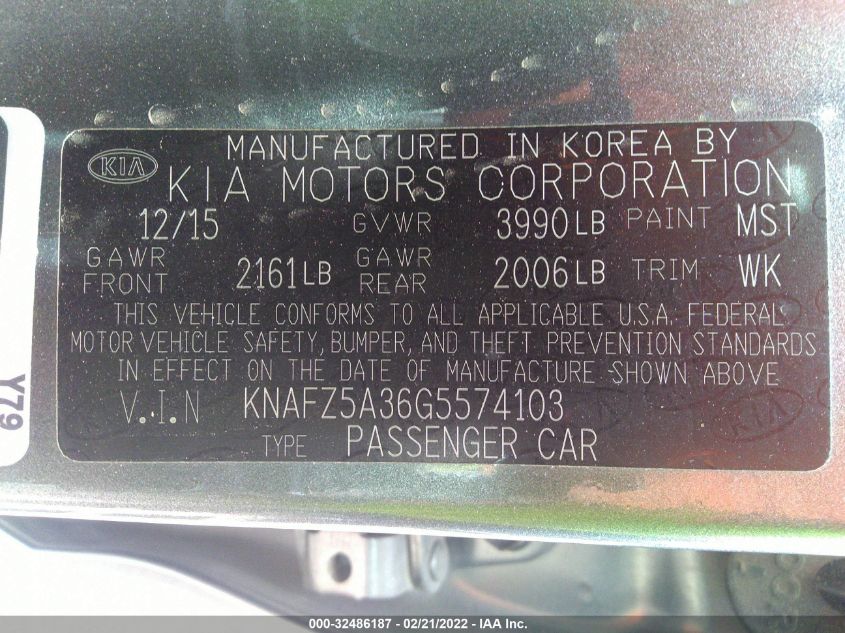 KIA
MANUFACTURED IN KOREA BY
KIA MOTORS CORPORATION
12/15 GVWR 3990LB PAINT MST
GAWR FRONT 2161LB GAWR REAR 2006LB TRIM WK
THIS VEHICLE CONFORMS TO ALL APPLICABLE U.S.A. FEDERAL
MOTOR VEHICLE SAFETY, BUMPER, AND THEFT PREVENTION STANDARDS
IN EFFECT ON THE DATE OF MANUFACTURE SHOWN ABOVE
V.I.N KNAFZ5A36G5574103
TYPE PASSENGER CAR
Y79
000-32486187 - 02/21/2022 - IAA Inc.